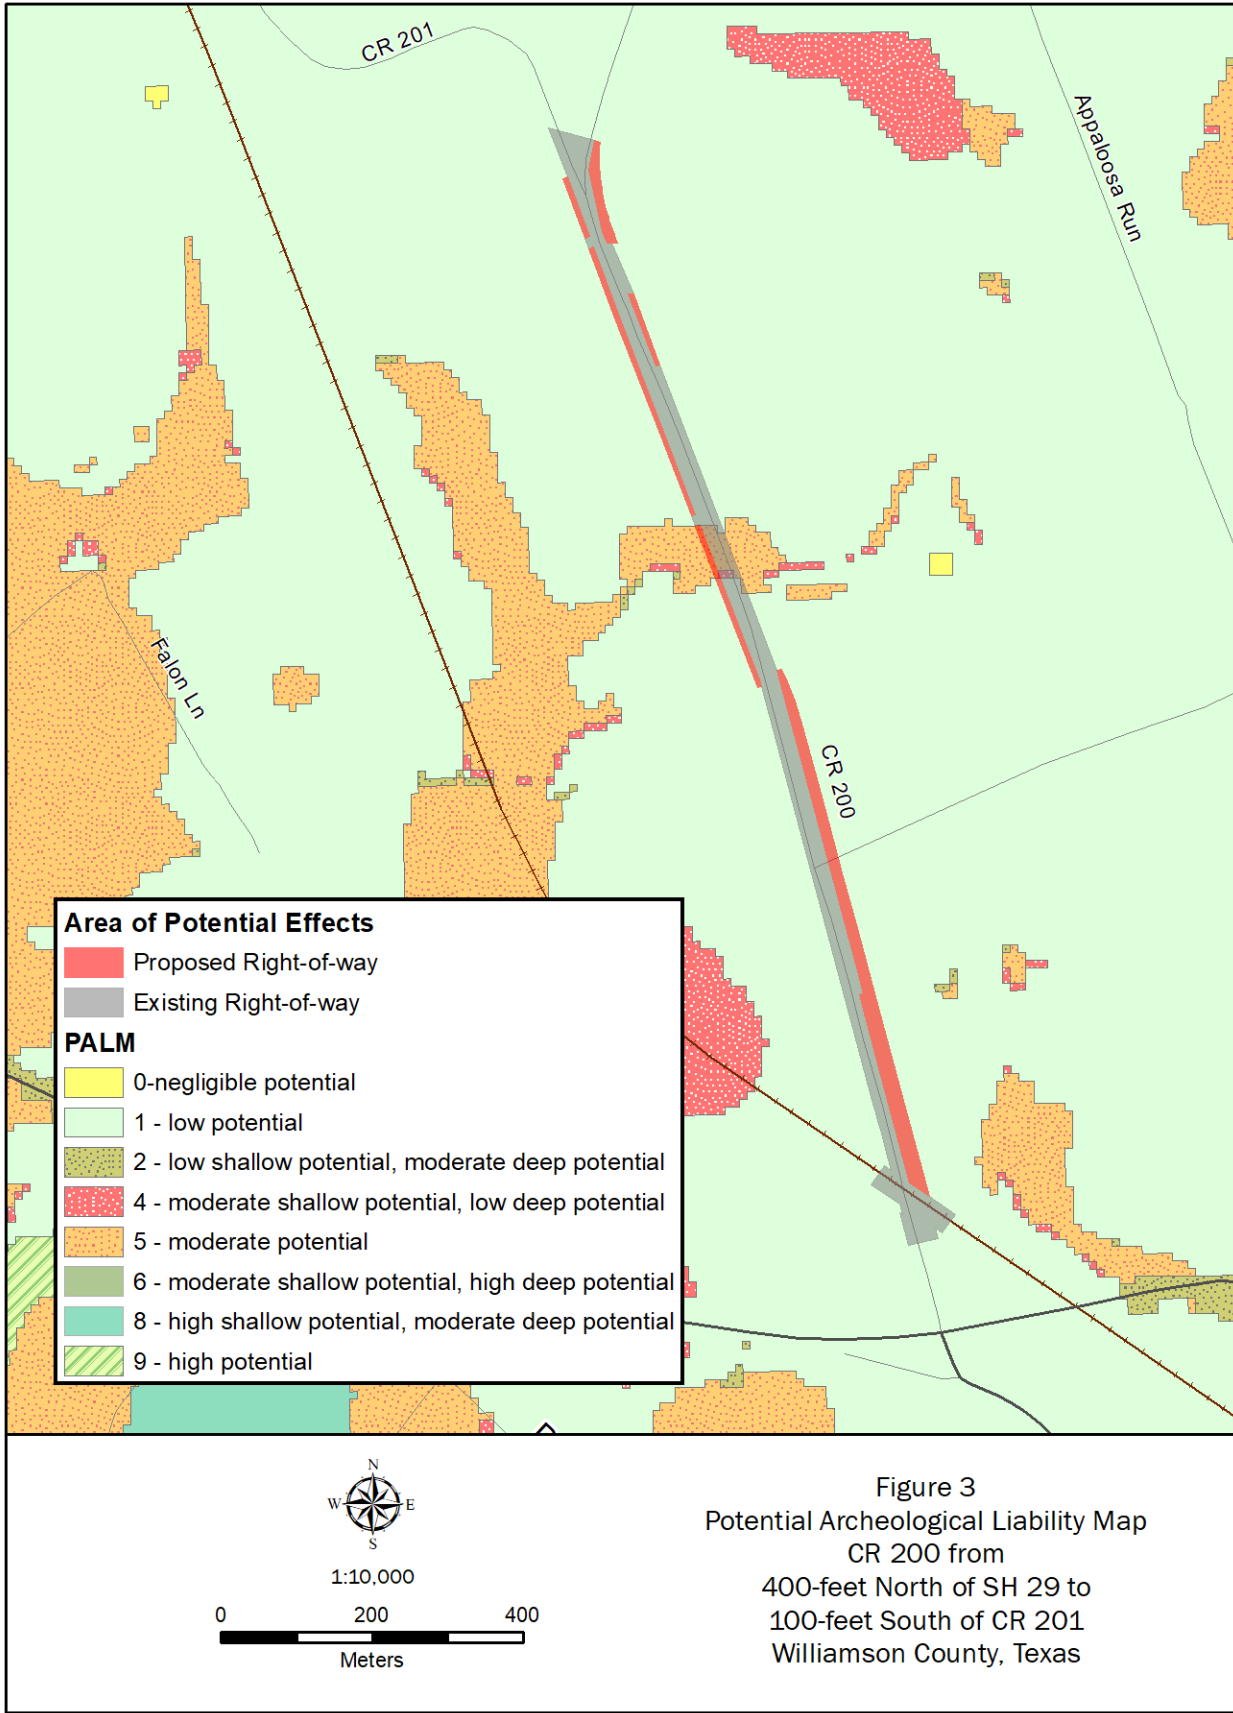 CR 201
Appaloosa Run
Falon Ln
CR 200
Area of Potential Effects
Proposed Right-of-way
Existing Right-of-way
PALM
0-negligible potential
1 - low potential
2 - low shallow potential, moderate deep potential
4 - moderate shallow potential, low deep potential
5 - moderate potential
6 - moderate shallow potential, high deep potential
8 - high shallow potential, moderate deep potential
9 - high potential
N
W E
S
1:10,000
0 200 400
Meters
Figure 3
Potential Archeological Liability Map
CR 200 from
400-feet North of SH 29 to
100-feet South of CR 201
Williamson County, Texas